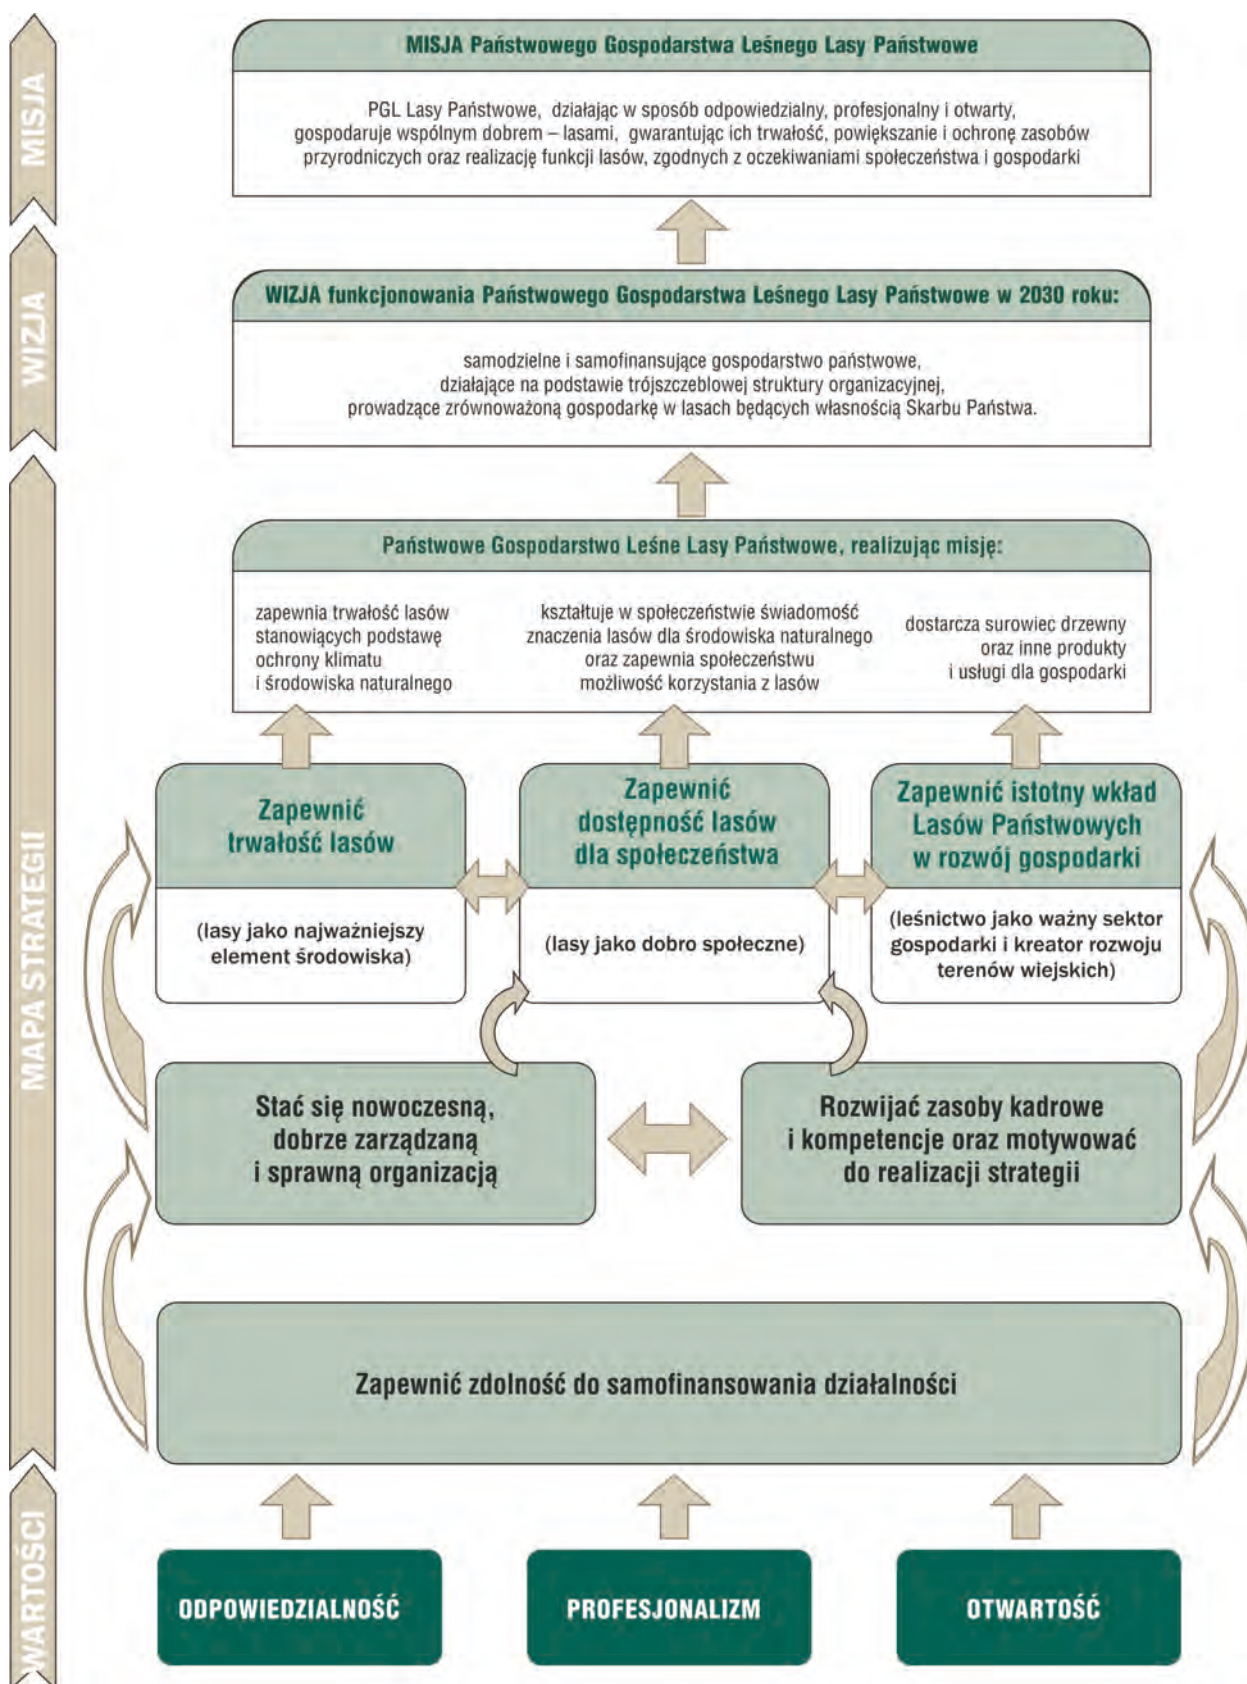 MISJA
MISJA Państwowego Gospodarstwa Leśnego Lasy Państwowe
PGL Lasy Państwowe, działając w sposób odpowiedzialny, profesjonalny i otwarty,
gospodaruje wspólnym dobrem – lasami, gwarantując ich trwałość, powiększanie i ochronę zasobów
przyrodniczych oraz realizację funkcji lasów, zgodnych z oczekiwaniami społeczeństwa i gospodarki
WIZJA
WIZJA funkcjonowania Państwowego Gospodarstwa Leśnego Lasy Państwowe w 2030 roku:
samodzielne i samofinansujące gospodarstwo państwowe,
działające na podstawie trójszczeblowej struktury organizacyjnej,
prowadzące zrównoważoną gospodarkę w lasach będących własnością Skarbu Państwa.
MAPA STRATEGII
Państwowe Gospodarstwo Leśne Lasy Państwowe, realizując misję:
zapewnia trwałość lasów
stanowiących podstawę
ochrony klimatu
i środowiska naturalnego
kształtuje w społeczeństwie świadomość
znaczenia lasów dla środowiska naturalnego
oraz zapewnia społeczeństwu
możliwość korzystania z lasów
dostarcza surowiec drzewny
oraz inne produkty
i usługi dla gospodarki
Zapewnić
trwałość lasów
(lasy jako najważniejszy
element środowiska)
Zapewnić
dostępność lasów
dla społeczeństwa
(lasy jako dobro społeczne)
Zapewnić istotny wkład
Lasów Państwowych
w rozwój gospodarki
(leśnictwo jako ważny sektor
gospodarki i kreator rozwoju
terenów wiejskich)
Stać się nowoczesną,
dobrze zarządzaną
i sprawną organizacją
Rozwijać zasoby kadrowe
i kompetencje oraz motywować
do realizacji strategii
Zapewnić zdolność do samofinansowania działalności
WARTOŚCI
ODPOWIEDZIALNOŚĆ
PROFESJONALIZM
OTWARTOŚĆ